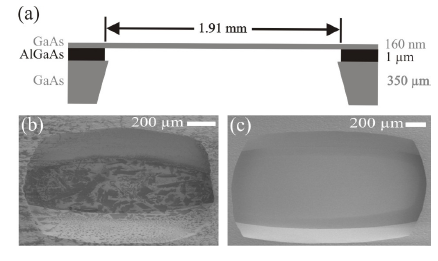 (a)
1.91 mm
GaAs 160 nm
AlGaAs 1 μm
GaAs 350 μm
(b) 200 μm (c) 200 μm